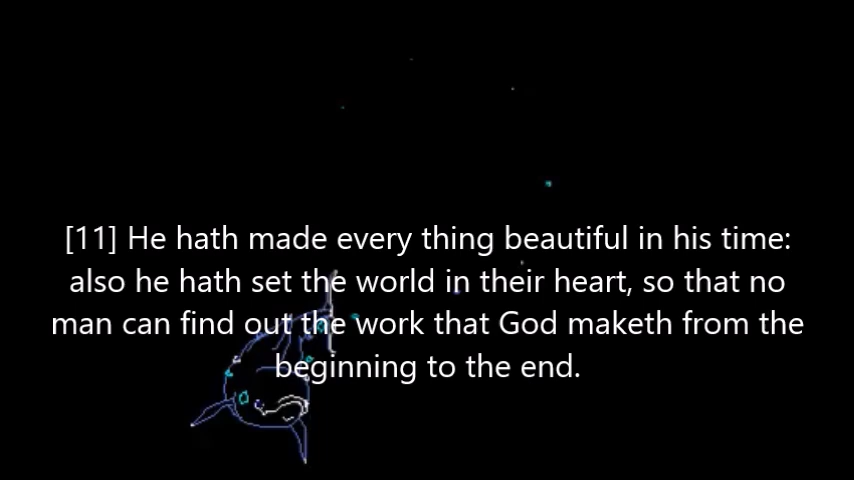 [11] He hath made every thing beautiful in his time:
also he hath set the world in their heart, so that no
man can find out the work that God maketh from the
beginning to the end.